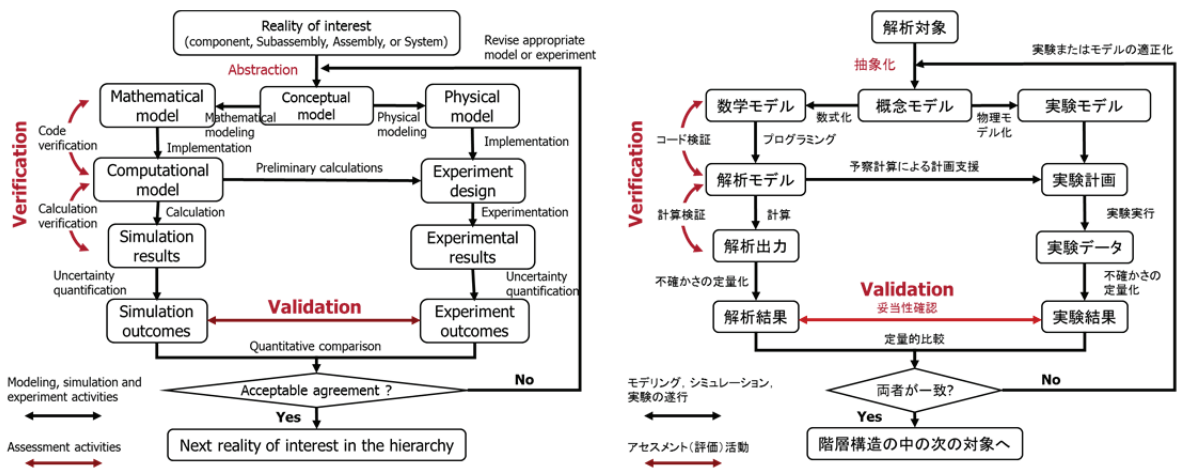 Reality of interest
(component, Subassembly, Assembly, or System)
Revise appropriate
model or experiment
Abstraction
Mathematical
model
Conceptual
model
Physical
model
Mathematical
modeling
Physical
modeling
Verification
Code
verification
Implementation
Implementation
Computational
model
Preliminary calculations
Experiment
design
Calculation
verification
Calculation
Experimentation
Simulation
results
Experimental
results
Uncertainty
quantification
Uncertainty
quantification
Validation
Simulation
outcomes
Experiment
outcomes
Quantitative comparison
Acceptable agreement ?
No
Yes
Next reality of interest in the hierarchy
Modeling, simulation and
experiment activities
Assessment activities
解析対象
実験またはモデルの適正化
抽象化
数学モデル
概念モデル
実験モデル
数式化
物理モ
デル化
Verification
コード検証
プログラミング
解析モデル
予察計算による計画支援
実験計画
計算検証
計算
実験実行
解析出力
実験データ
不確かさの定量化
不確かさの
定量化
Validation
妥当性確認
解析結果
実験結果
定量的比較
両者が一致?
No
Yes
階層構造の中の次の対象へ
モデリング，シミュレーション，
実験の遂行
アセスメント(評価)活動